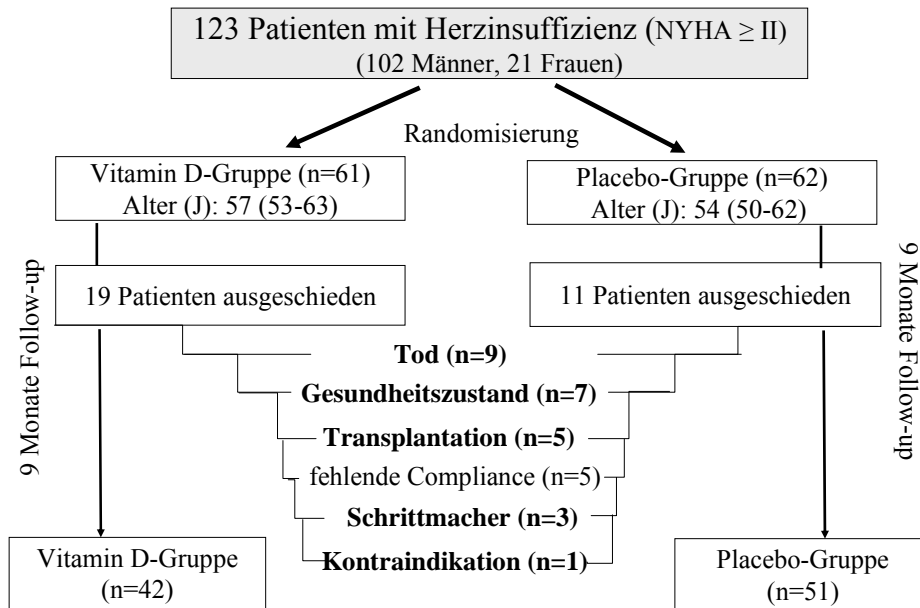 123 Patienten mit Herzinsuffizienz (NYHA ≥ II)
(102 Männer, 21 Frauen)
Randomisierung
Vitamin D-Gruppe (n=61)
Alter (J): 57 (53-63)
Placebo-Gruppe (n=62)
Alter (J): 54 (50-62)
9 Monate Follow-up
19 Patienten ausgeschieden
11 Patienten ausgeschieden
9 Monate Follow-up
Tod (n=9)
Gesundheitszustand (n=7)
Transplantation (n=5)
fehlende Compliance (n=5)
Schrittmacher (n=3)
Kontraindikation (n=1)
Vitamin D-Gruppe
(n=42)
Placebo-Gruppe
(n=51)